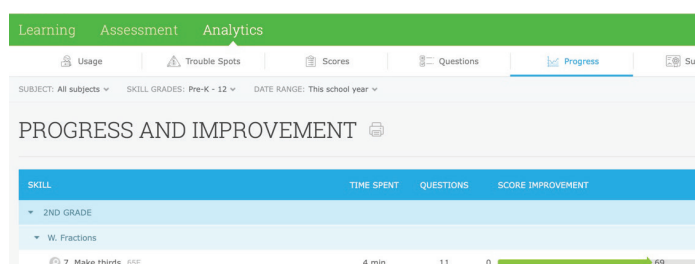 Learning Assessment Analytics
Usage Trouble Spots Scores Questions Progress Su
SUBJECT: All subjects SKILL GRADES: Pre-K - 12 DATE RANGE: This school year
PROGRESS AND IMPROVEMENT
SKILL TIME SPENT QUESTIONS SCORE IMPROVEMENT
2ND GRADE
W. Fractions
7 Make thirds 65F 4 min 11 0 69